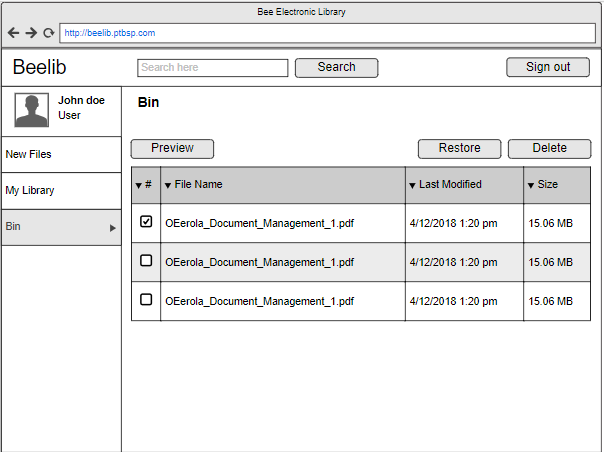 Bee Electronic Library
http://beelib.ptbsp.com
Beelib Search here Search Sign out
John doe
User
New Files
My Library
Bin
Bin
Preview Restore Delete
# File Name Last Modified Size
OEerola_Document_Management_1.pdf 4/12/2018 1:20 pm 15.06 MB
OEerola_Document_Management_1.pdf 4/12/2018 1:20 pm 15.06 MB
OEerola_Document_Management_1.pdf 4/12/2018 1:20 pm 15.06 MB